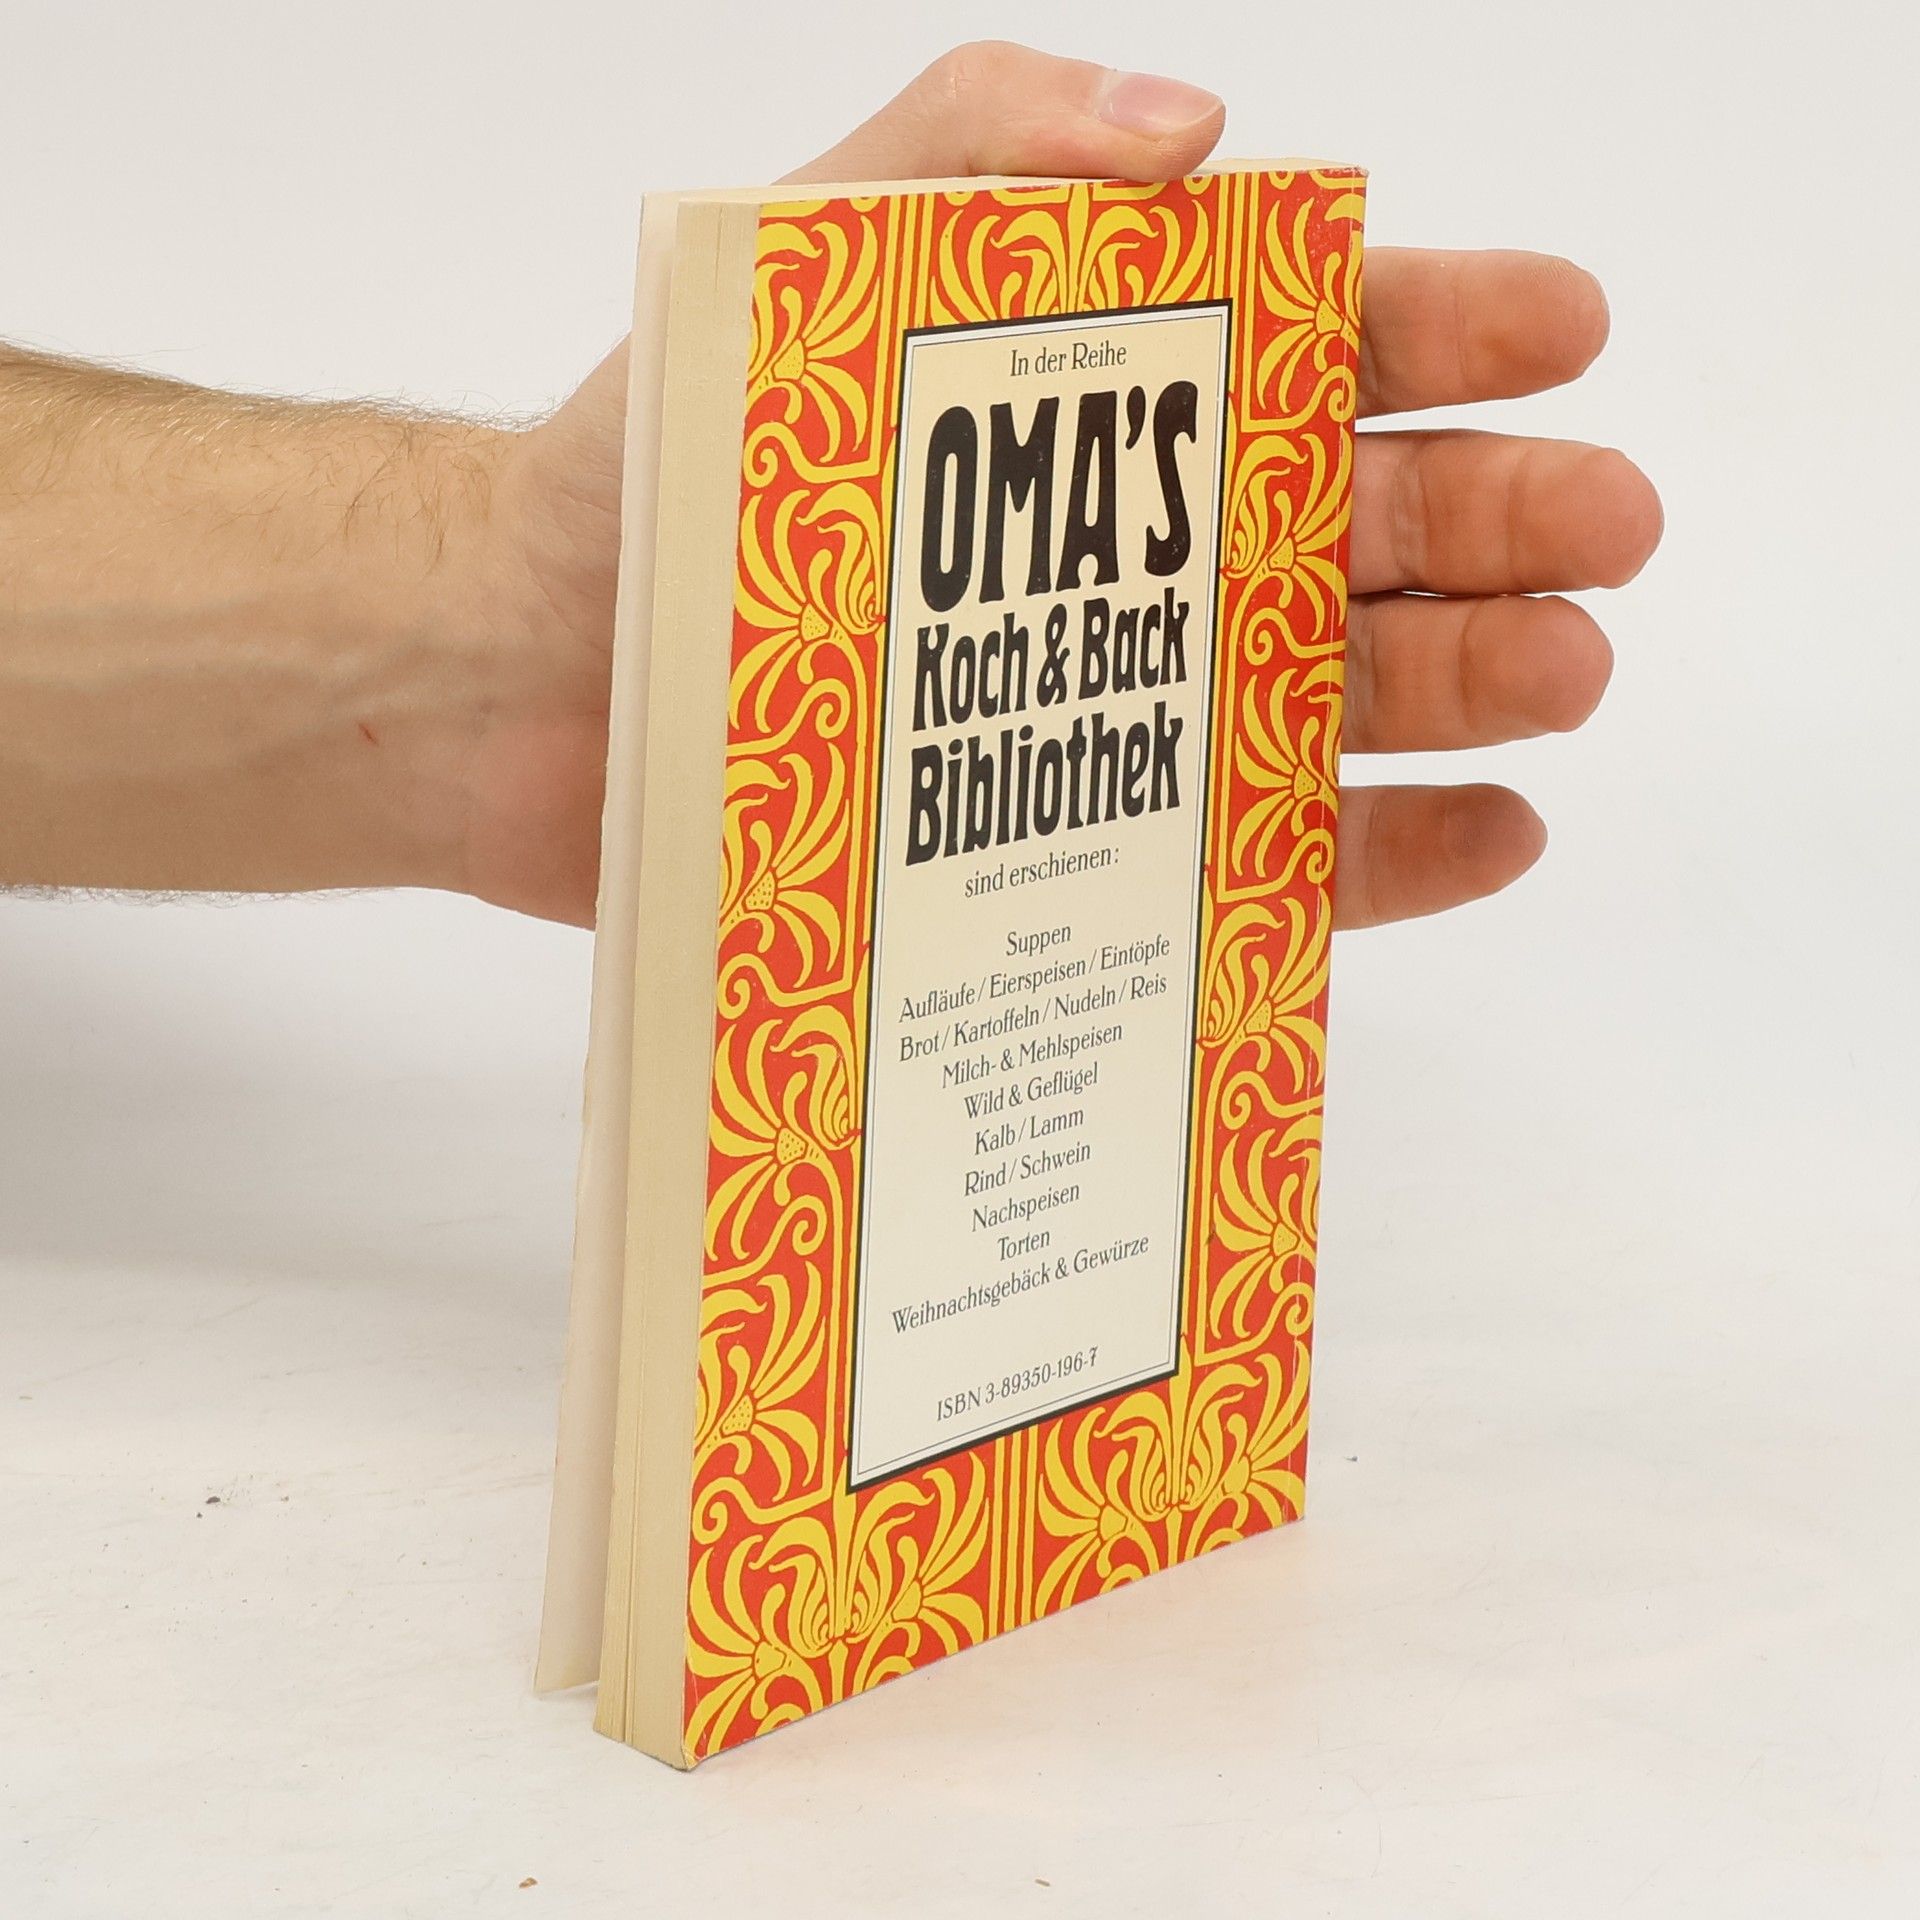 In der Reihe
OMA'S
Koch & Back
Bibliothek
sind erschienen:
Suppen
Aufläufe / Eierspeisen / Eintöpfe
Brot / Kartoffeln / Nudeln / Reis
Milch- & Mehlspeisen
Wild & Geflügel
Kalb / Lamm
Rind / Schwein
Nachspeisen
Torten
Weihnachtsgebäck & Gewürze
ISBN 3-89350-196-7